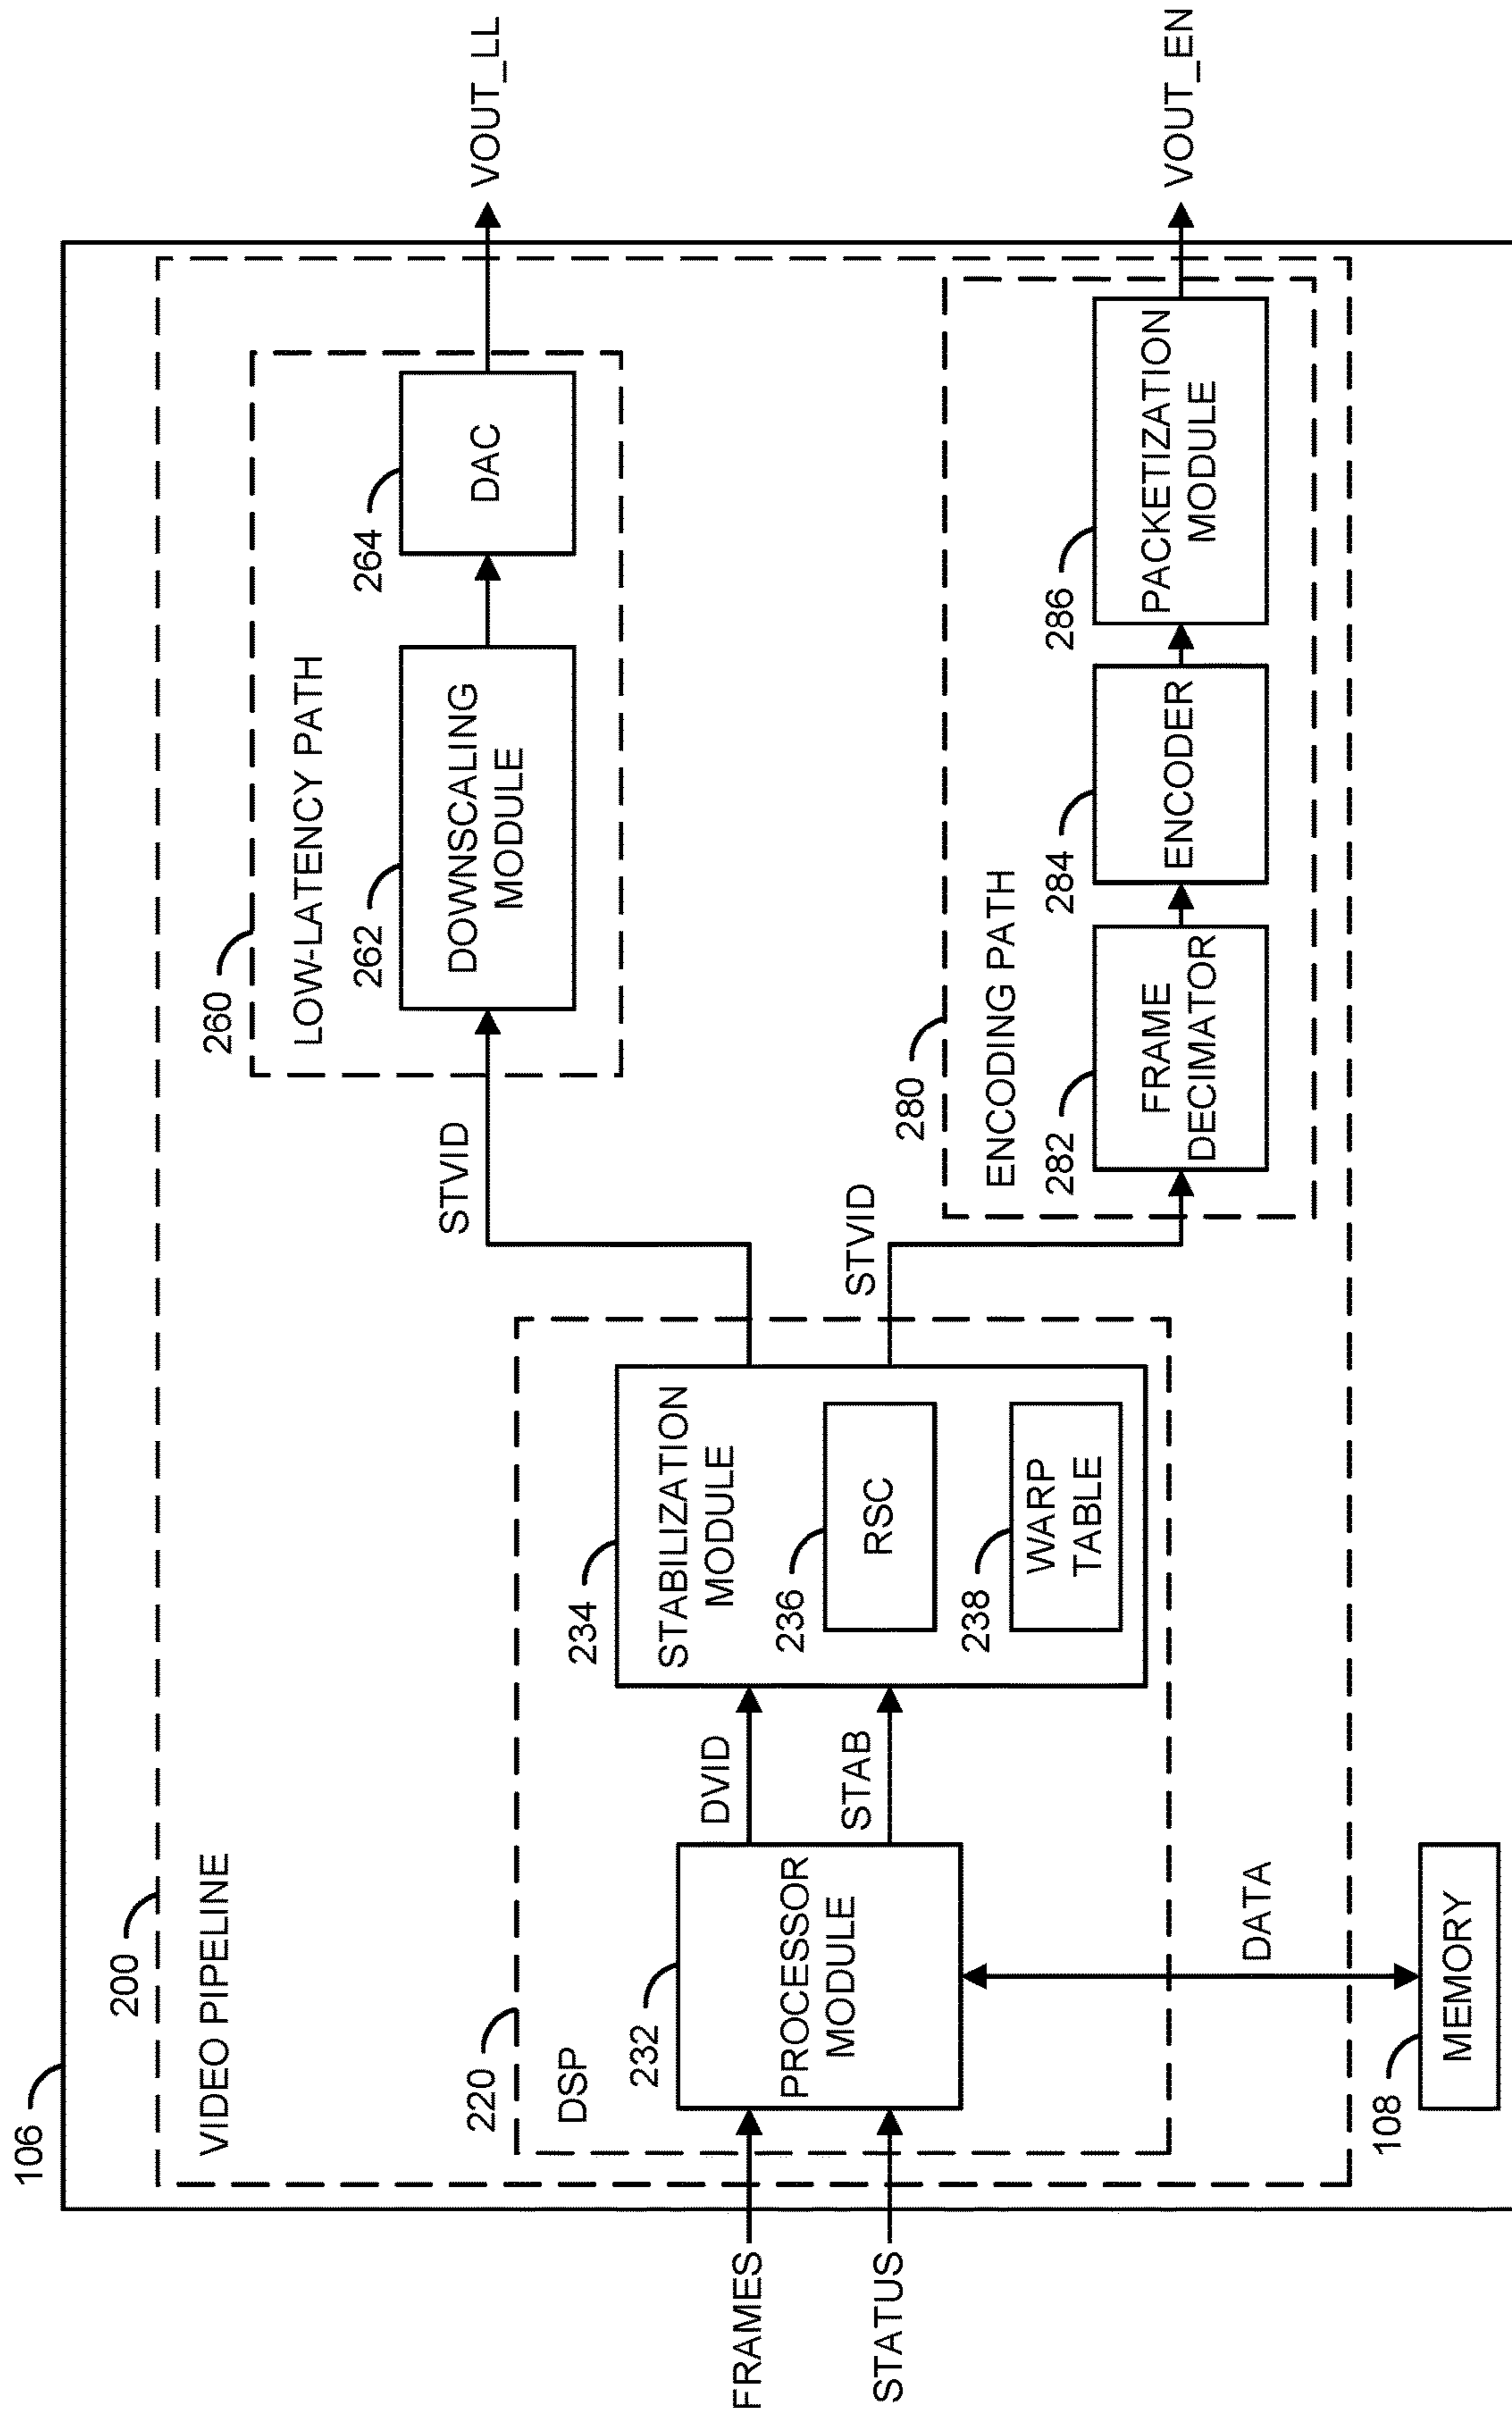 106
200
VIDEO PIPELINE
260
LOW-LATENCY PATH
262
DOWNSCALING
MODULE
264
DAC
VOUT_LL
STVID
220
DSP
FRAMES
STATUS
232
PROCESSOR
MODULE
DVID
STAB
234
STABILIZATION
MODULE
236
RSC
238
WARP
TABLE
STVID
280
ENCODING PATH
282
FRAME
DECIMATOR
284
ENCODER
286
PACKETIZATION
MODULE
VOUT_EN
DATA
108
MEMORY